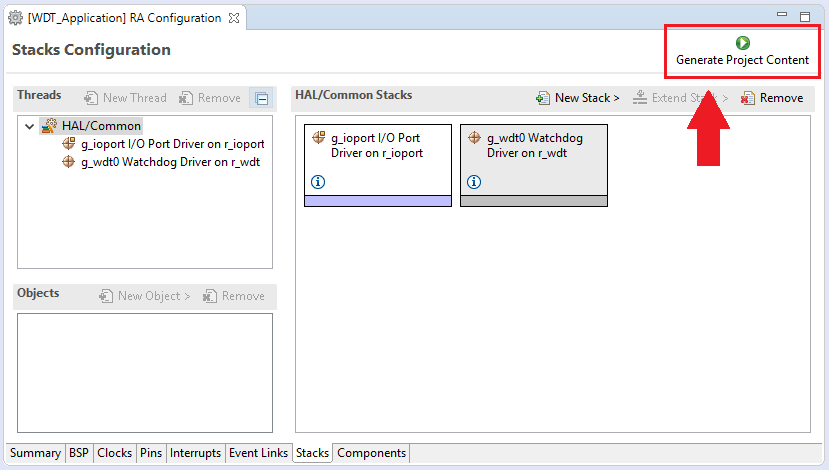 [WDT_Application] RA Configuration
Stacks Configuration
Generate Project Content
Threads
New Thread
Remove
HAL/Common
g_ioport I/O Port Driver on r_ioport
g_wdt0 Watchdog Driver on r_wdt
Objects
New Object >
Remove
HAL/Common Stacks
New Stack >
Extend Stack >
Remove
g_ioport I/O Port
Driver on r_ioport
g_wdt0 Watchdog
Driver on r_wdt
Summary
BSP
Clocks
Pins
Interrupts
Event Links
Stacks
Components